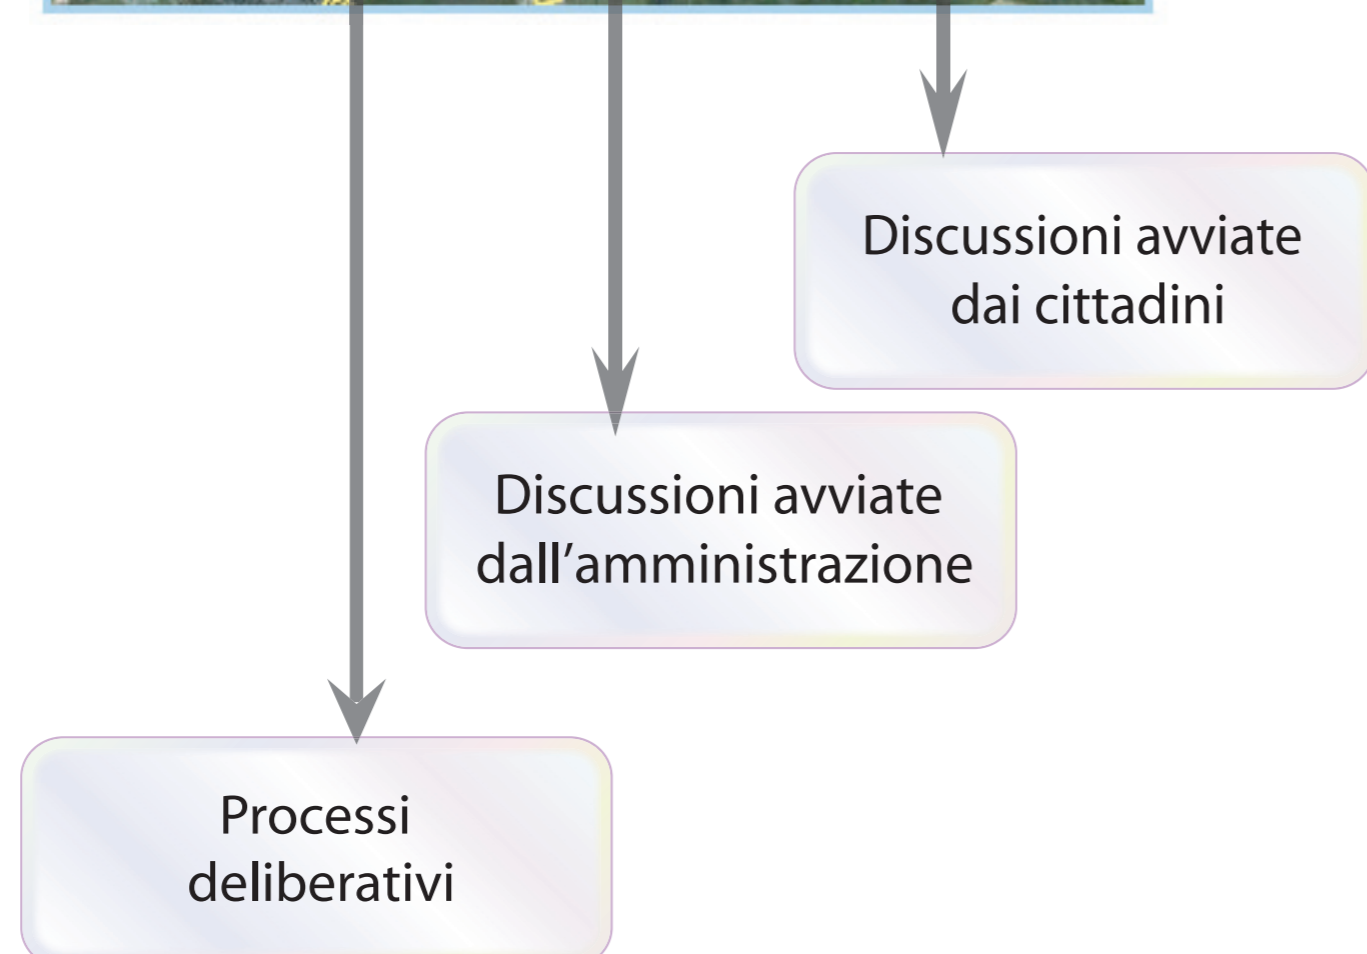 Discussioni avviate
dai cittadini
Discussioni avviate
dall’amministrazione
Processi
deliberativi